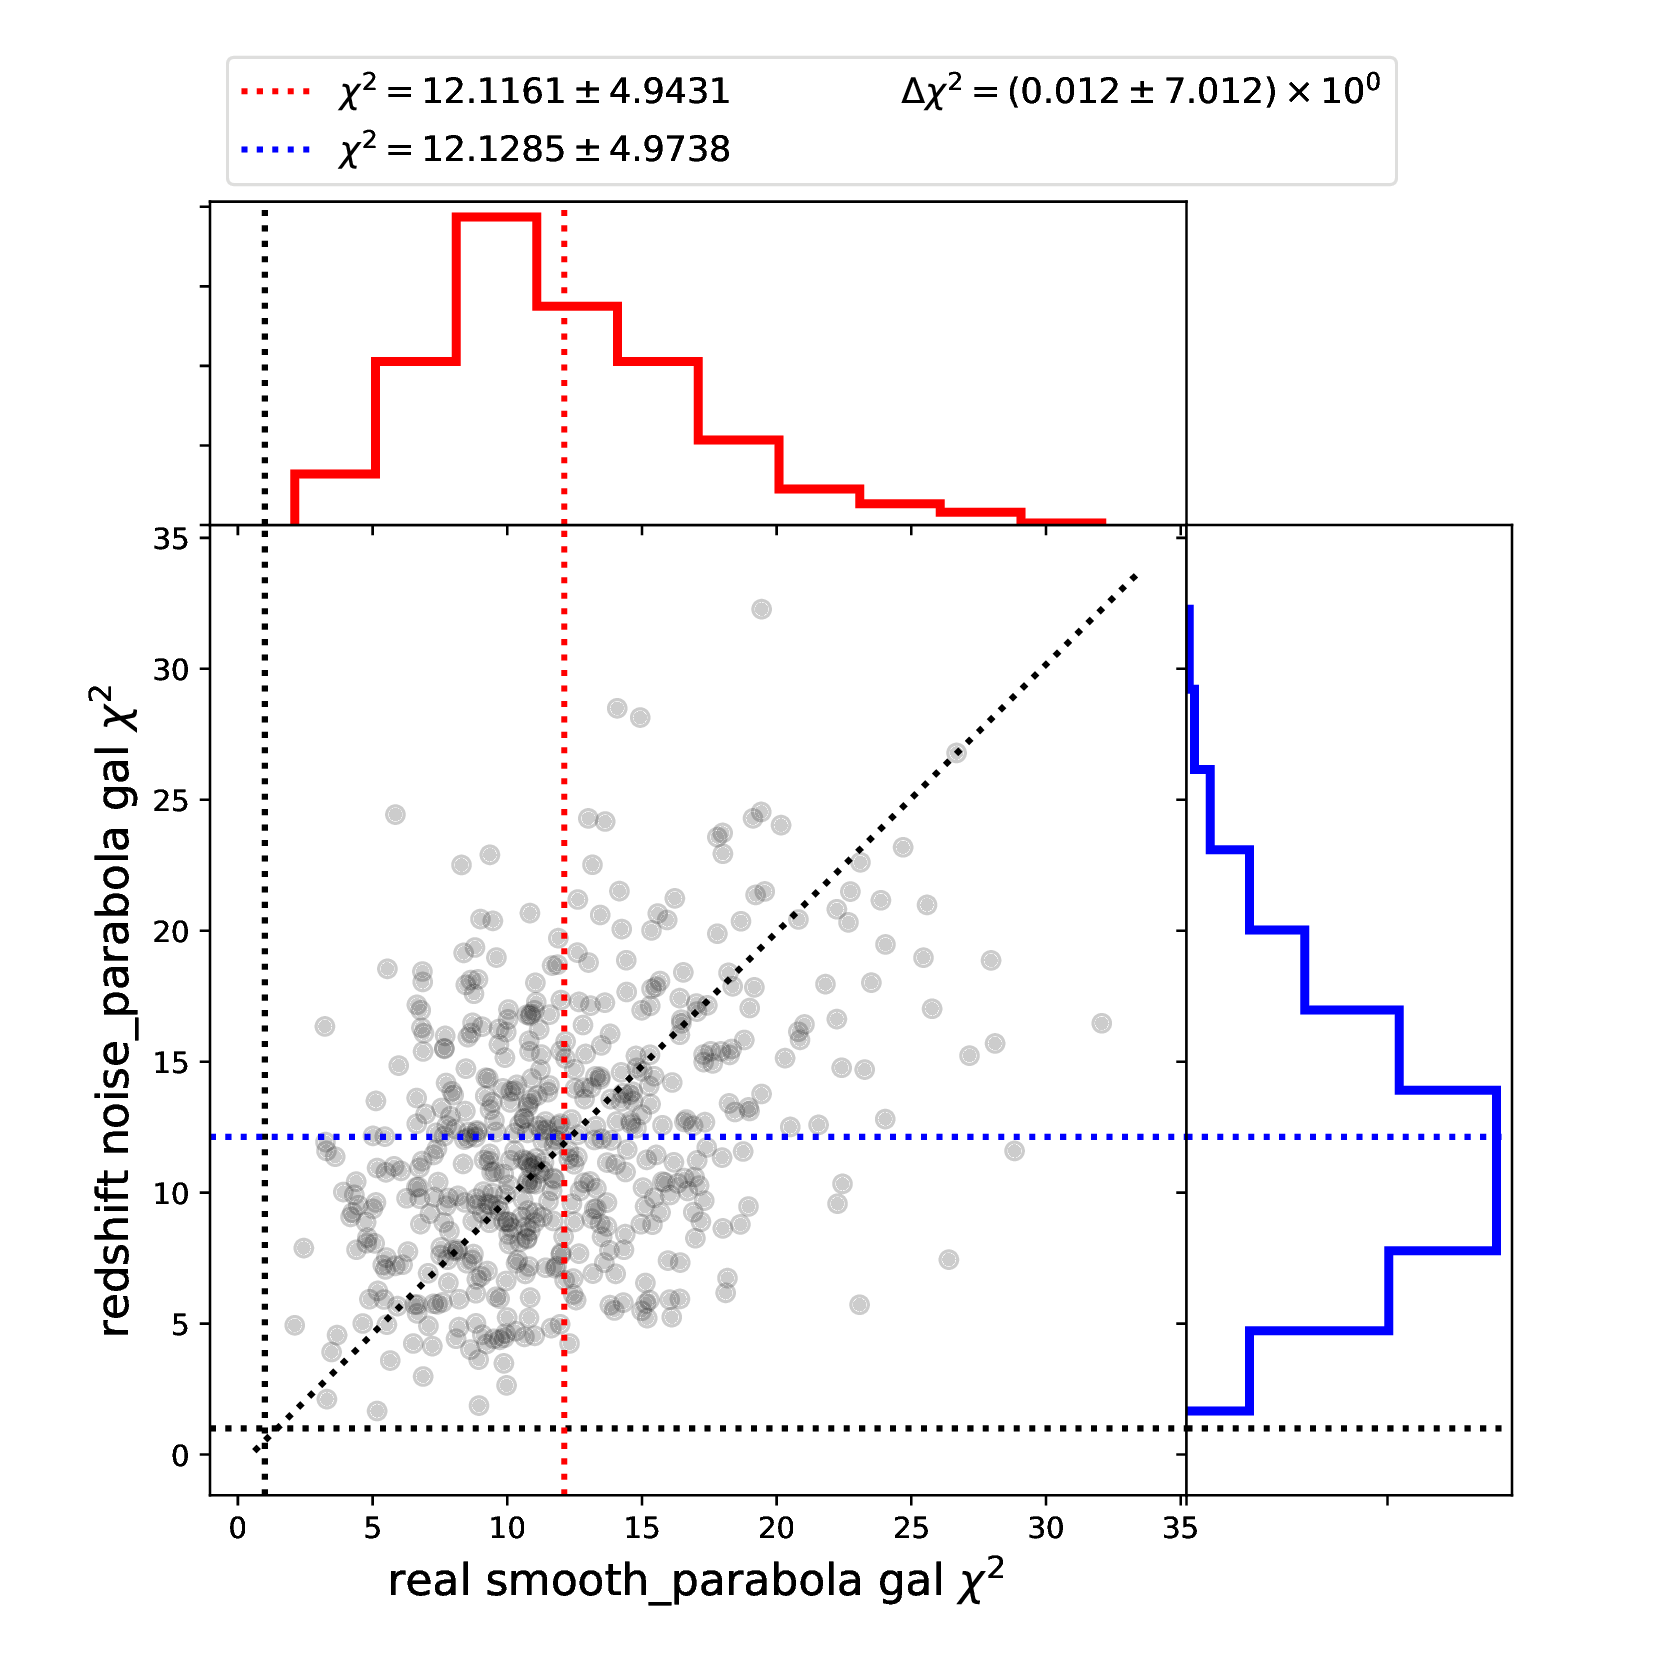 χ² = 12.1161 ± 4.9431
Δχ² = (0.012 ± 7.012) × 10⁰
χ² = 12.1285 ± 4.9738
35
30
25
20
15
10
5
0
redshift noise_parabola gal χ²
0 5 10 15 20 25 30 35
real smooth_parabola gal χ²